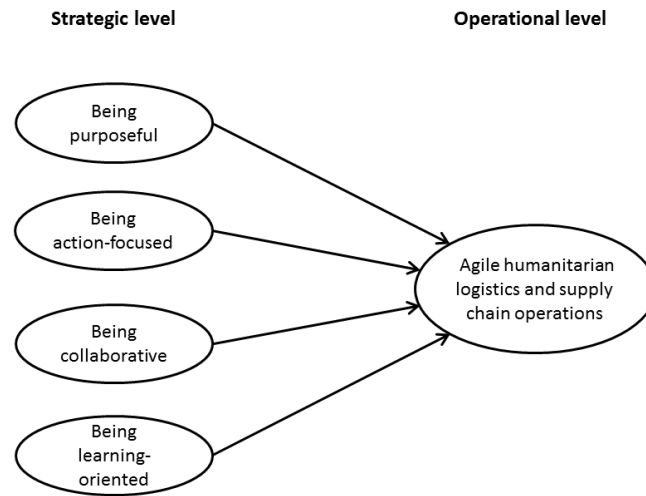 Strategic level
Operational level
Being
purposeful
Being
action-focused
Agile humanitarian
logistics and supply
chain operations
Being
collaborative
Being
learning-
oriented